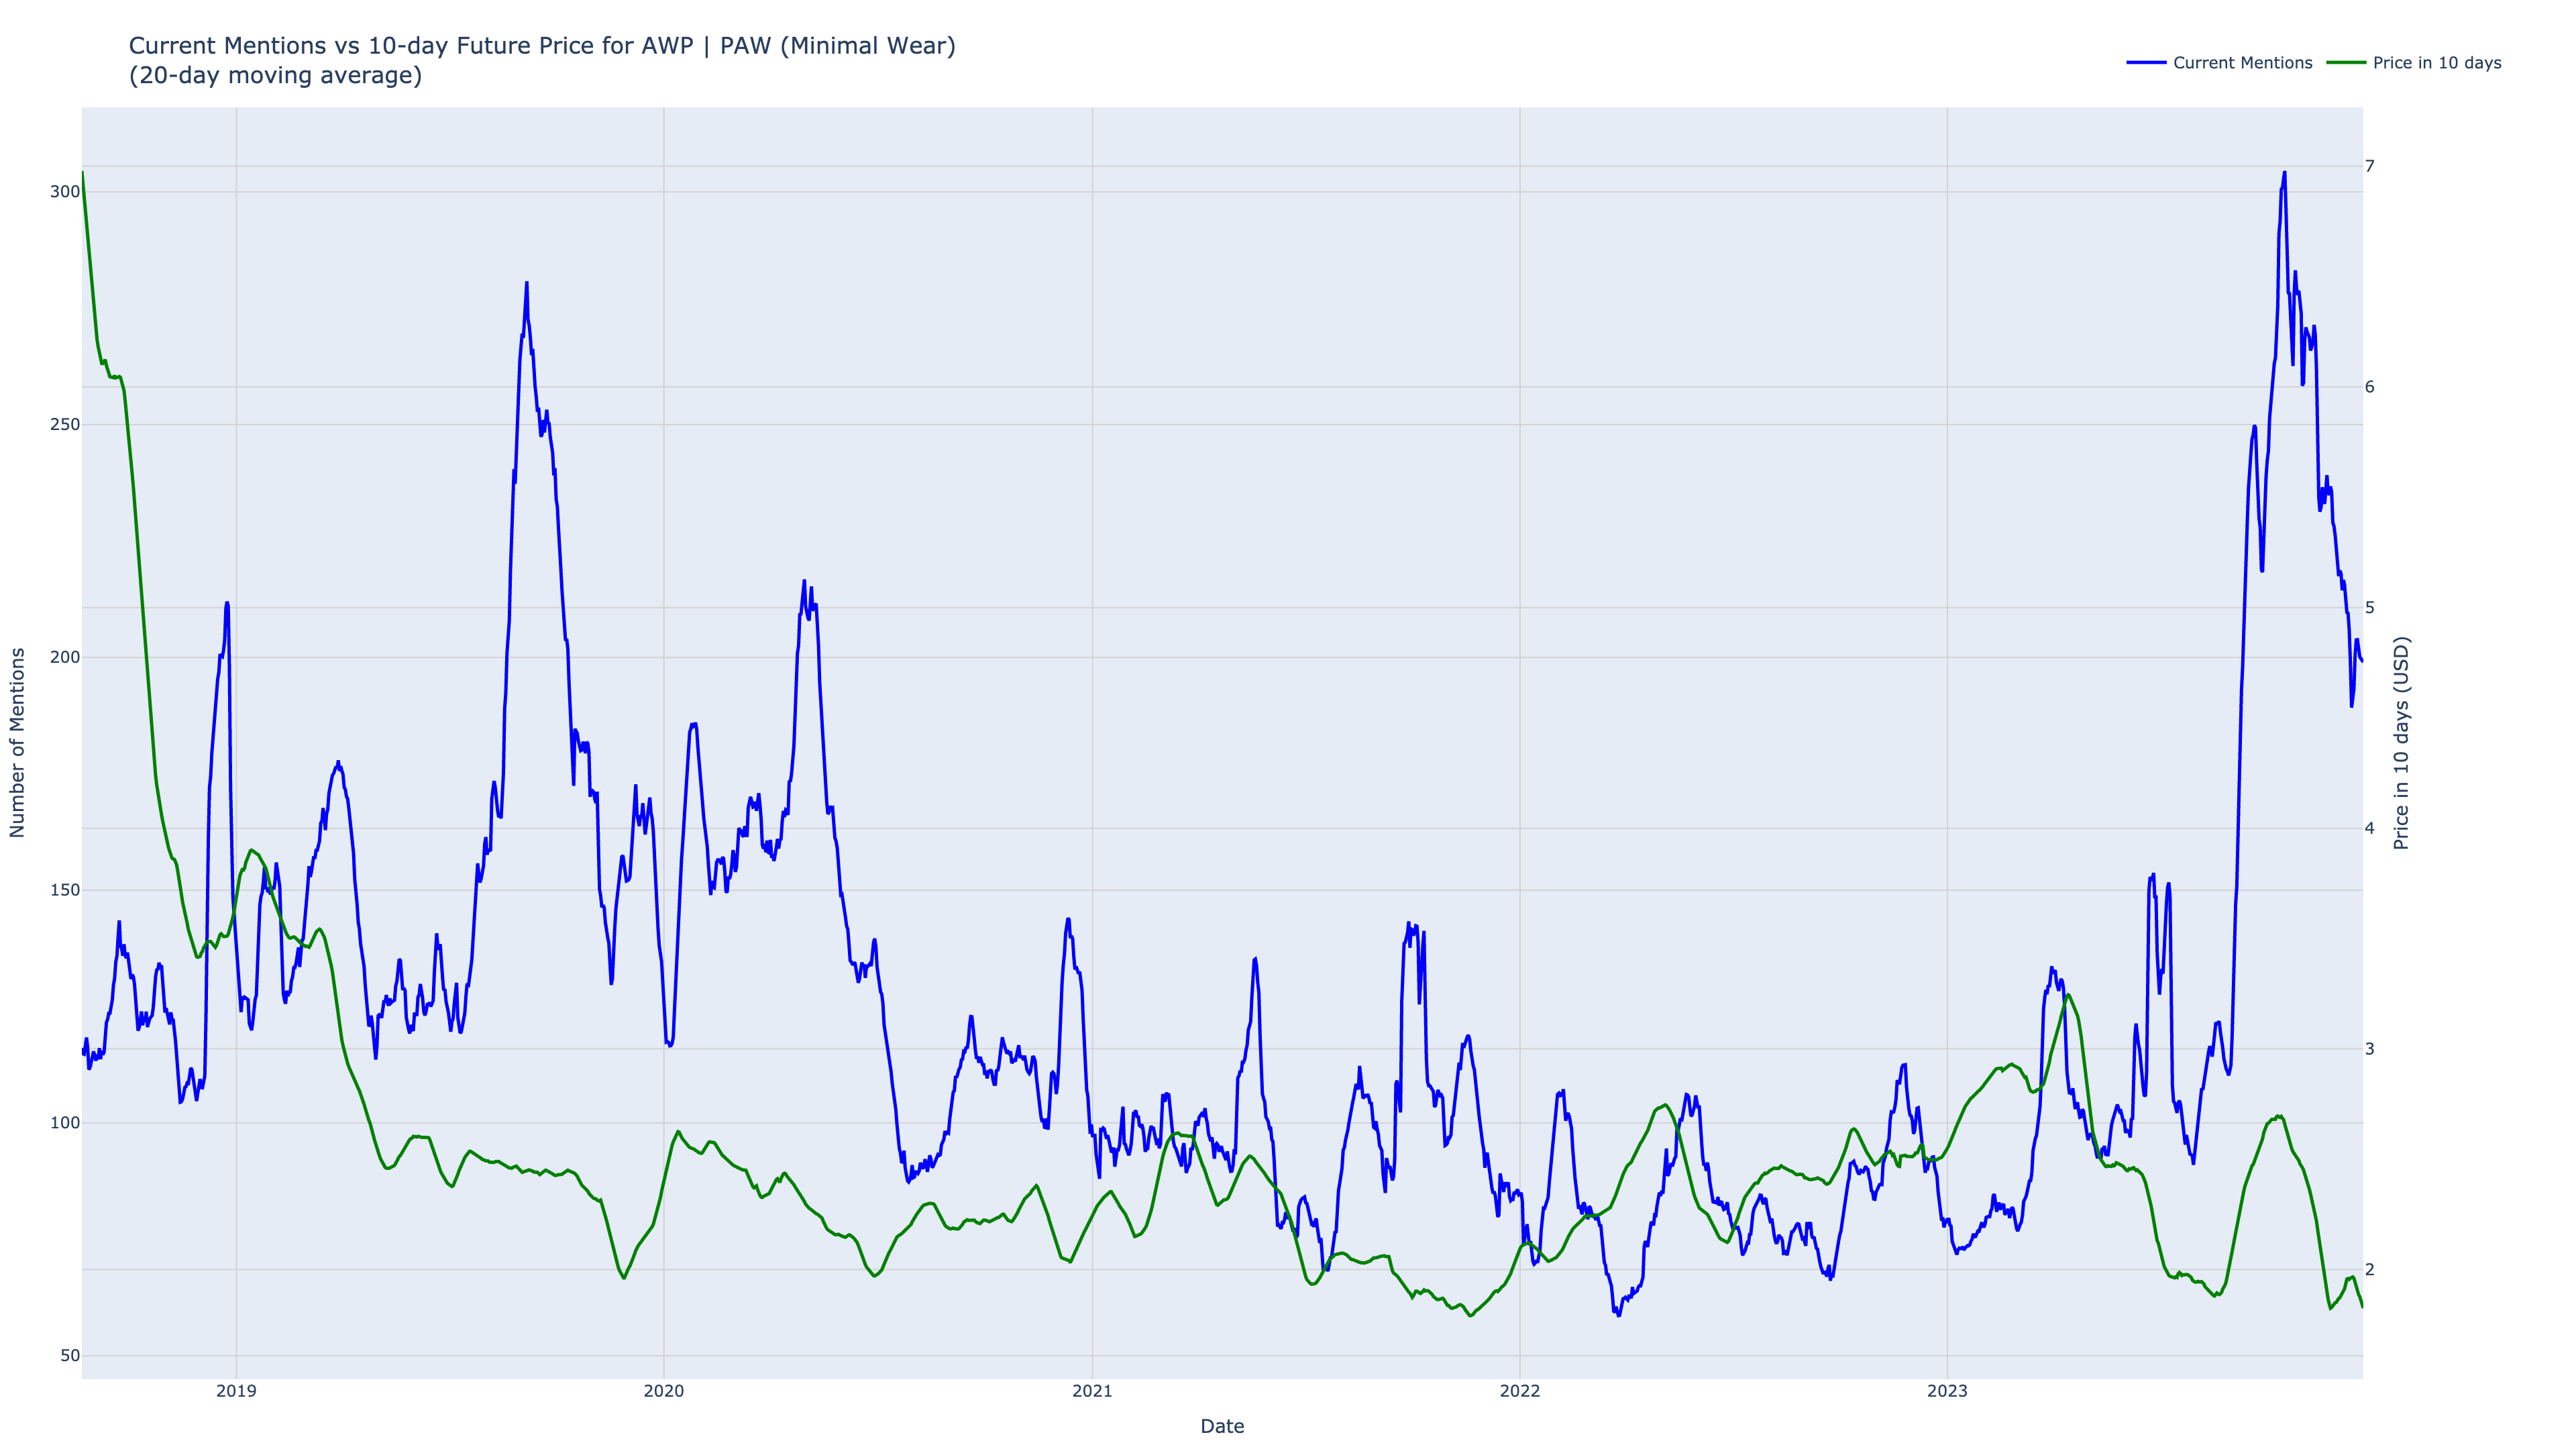 Current Mentions vs 10-day Future Price for AWP | PAW (Minimal Wear)
(20-day moving average)
Current Mentions
Price in 10 days
300
250
200
150
100
50
Number of Mentions
7
6
5
4
3
2
Price in 10 days (USD)
2019
2020
2021
2022
2023
Date